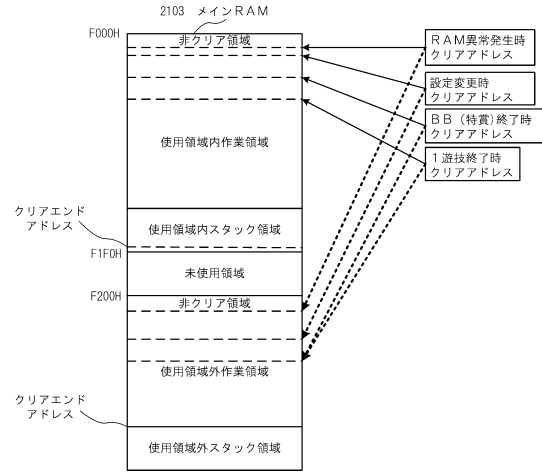 2103 メインRAM
F000H
非クリア領域
RAM異常発生時
クリアアドレス
設定変更時
クリアアドレス
BB(特賞)終了時
クリアアドレス
1遊技終了時
クリアアドレス
使用領域内作業領域
クリアエンド
アドレス
使用領域内スタック領域
F1F0H
未使用領域
F200H
非クリア領域
使用領域外作業領域
クリアエンド
アドレス
使用領域外スタック領域